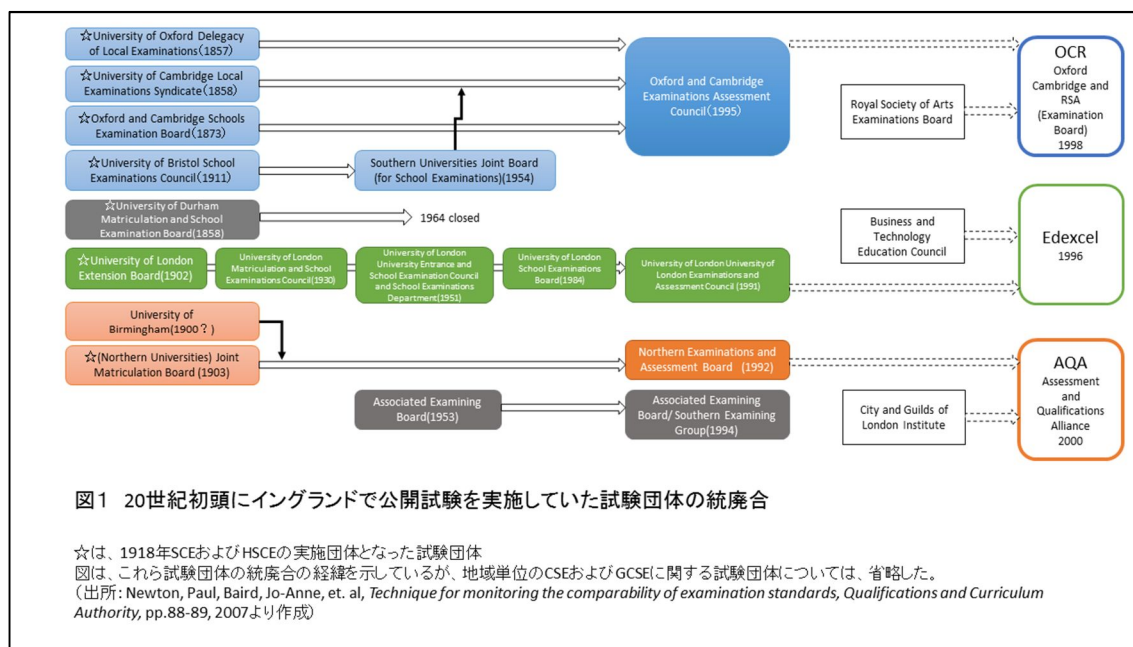 ☆University of Oxford Delegacy
of Local Examinations(1857)
☆University of Cambridge Local
Examinations Syndicate(1858)
☆Oxford and Cambridge Schools
Examination Board(1873)
☆University of Bristol School
Examinations Council(1911)
Southern Universities Joint Board
(for School Examinations)(1954)
Oxford and Cambridge
Examinations Assessment
Council(1995)
Royal Society of Arts
Examinations Board
OCR
Oxford
Cambridge and
RSA
(Examination
Board)
1998
☆University of Durham
Matriculation and School
Examination Board(1858)
1964 closed
☆University of London
Extension Board(1902)
University of London
Matriculation and School
Examinations Council(1930)
University of London
University Entrance and
School Examination Council
and School Examinations
Department(1951)
University of London
School Examinations
Board(1984)
University of London University of
London Examinations and
Assessment Council (1991)
Business and
Technology
Education Council
Edexcel
1996
University of
Birmingham(1900?)
☆(Northern Universities) Joint
Matriculation Board (1903)
Northern Examinations and
Assessment Board (1992)
Associated Examining
Board(1953)
Associated Examining
Board/ Southern Examining
Group(1994)
City and Guilds of
London Institute
AQA
Assessment
and
Qualifications
Alliance
2000
図1 20世紀初頭にイングランドで公開試験を実施していた試験団体の統廃合
☆は、1918年SCEおよびHSCEの実施団体となった試験団体
図は、これら試験団体の統廃合の経緯を示しているが、地域単位のCSEおよびGCSEに関する試験団体については、省略した。
(出所: Newton, Paul, Baird, Jo-Anne, et. al, Technique for monitoring the comparability of examination standards, Qualifications and Curriculum
Authority, pp.88-89, 2007より作成)